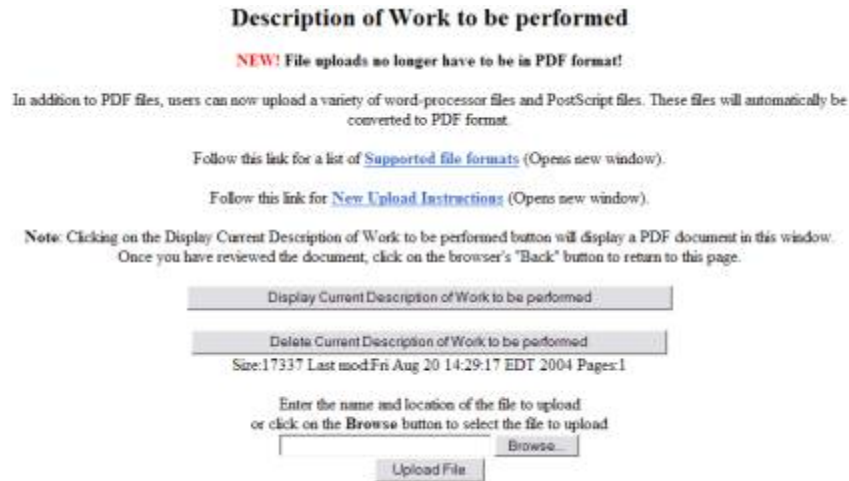 Description of Work to be performed
NEW! File uploads no longer have to be in PDF format!
In addition to PDF files, users can now upload a variety of word-processor files and PostScript files. These files will automatically be
converted to PDF format.
Follow this link for a list of Supported file formats (Opens new window).
Follow this link for New Upload Instructions (Opens new window).
Note: Clicking on the Display Current Description of Work to be performed button will display a PDF document in this window.
Once you have reviewed the document, click on the browser's "Back" button to return to this page.
Display Current Description of Work to be performed
Delete Current Description of Work to be performed
Size:17337 Last mod:Fri Aug 20 14:29:17 EDT 2004 Pages:1
Enter the name and location of the file to upload
or click on the Browse button to select the file to upload
Browse...
Upload File